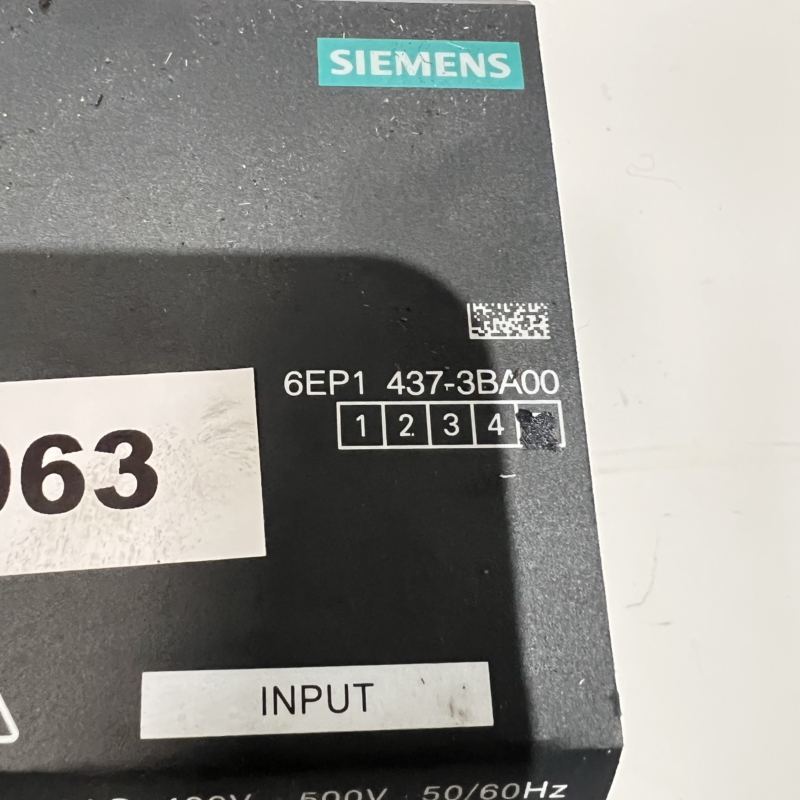 SIEMENS
6EP1 437-3BA00
1 2 3 4
063
INPUT
500V 50/60Hz